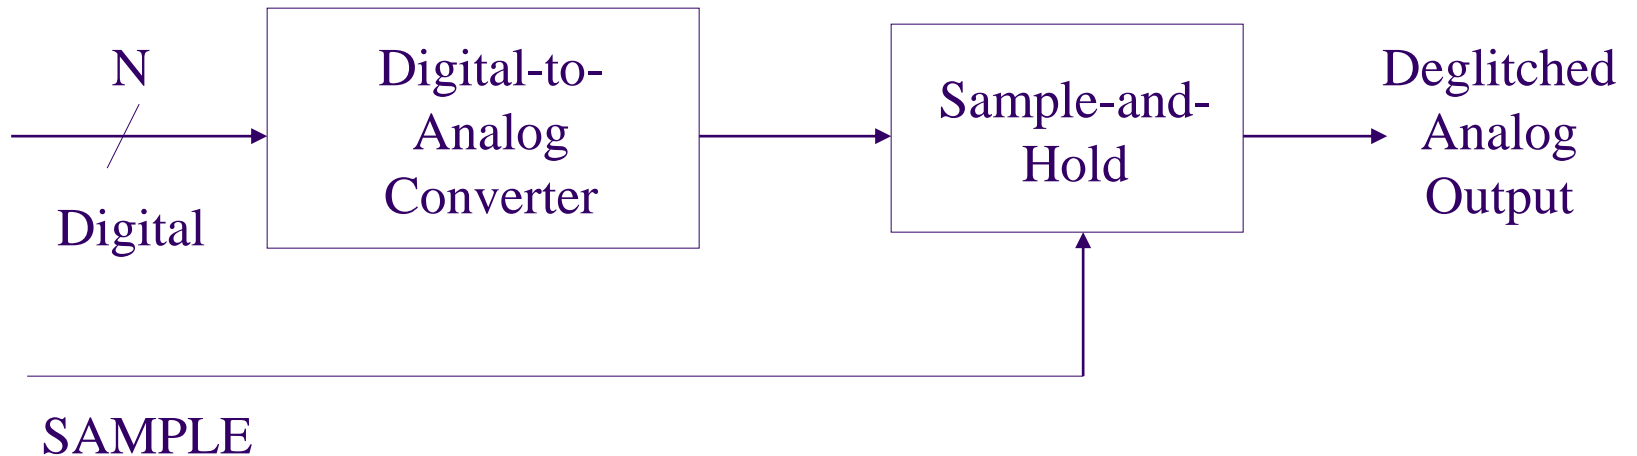 N
Digital
Digital-to-
Analog
Converter
Sample-and-
Hold
Deglitched
Analog
Output
SAMPLE